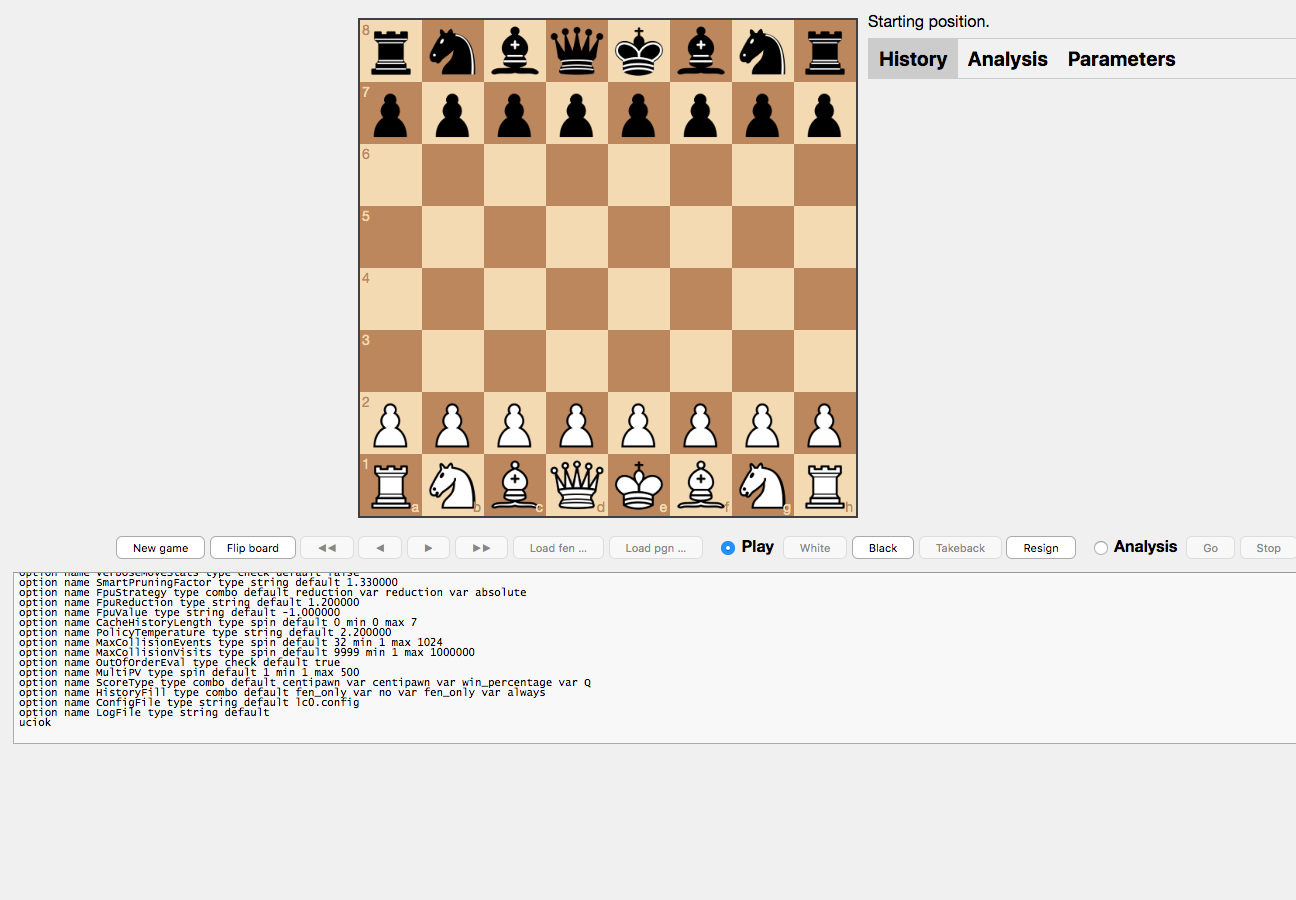 Starting position.
History Analysis Parameters
8
7
6
5
4
3
2
1
a b c d e f g h
New game Flip board Load fen ... Load pgn ... Play White Black Takeback Resign Analysis Go Stop
option name VerboseMoveStats type check default false
option name SmartPruningFactor type string default 1.330000
option name FpuStrategy type combo default reduction var reduction var absolute
option name FpuReduction type string default 1.200000
option name FpuValue type string default -1.000000
option name CacheHistoryLength type spin default 0 min 0 max 7
option name PolicyTemperature type string default 2.200000
option name MaxCollisionEvents type spin default 32 min 1 max 1024
option name MaxCollisionVisits type spin default 9999 min 1 max 1000000
option name OutOfOrderEval type check default true
option name MultiPV type spin default 1 min 1 max 500
option name ScoreType type combo default centipawn var centipawn var win_percentage var Q
option name HistoryFill type combo default fen_only var no var fen_only var always
option name ConfigFile type string default lc0.config
option name LogFile type string default
uciok